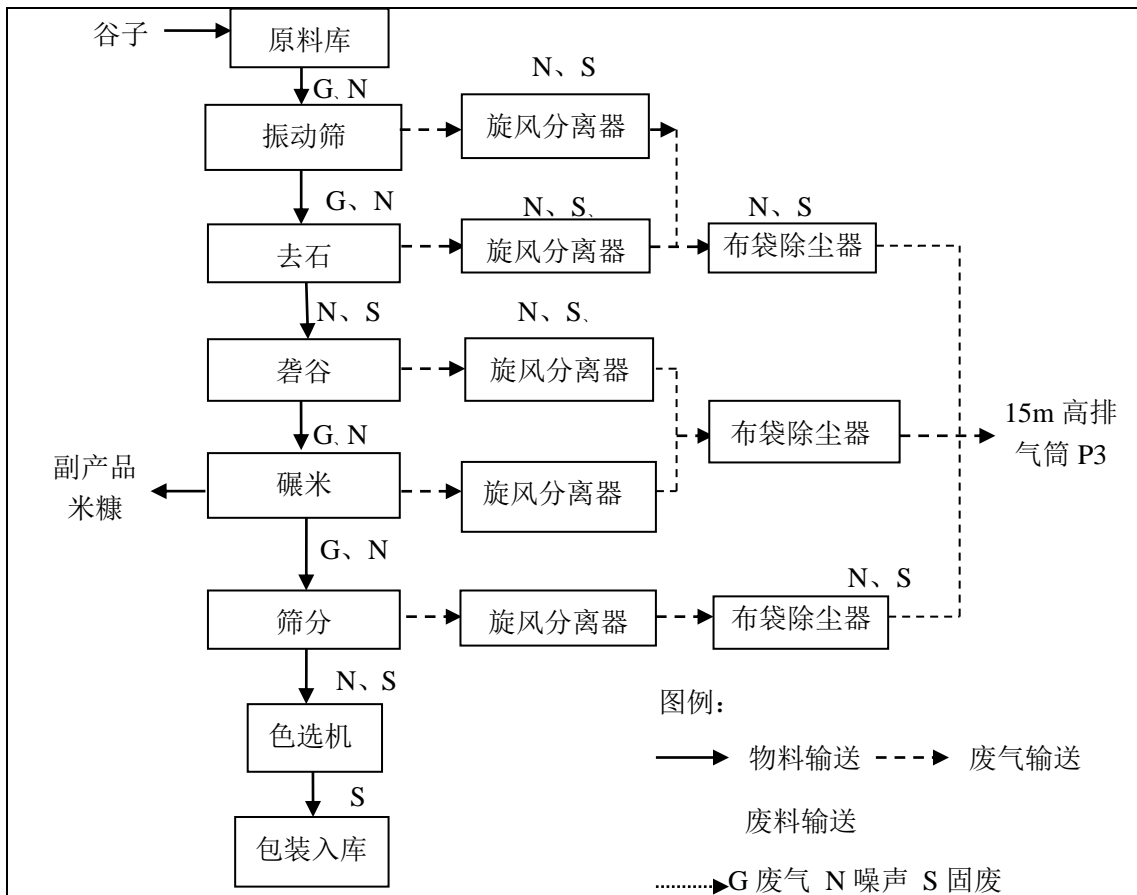 谷子
原料库
G、N
N、S
振动筛
旋风分离器
G、N
N、S、
N、S
去石
旋风分离器
布袋除尘器
N、S
N、S、
砻谷
旋风分离器
15m 高排
气筒 P3
布袋除尘器
G、N
副产品
米糠
碾米
旋风分离器
G、N
N、S
筛分
旋风分离器
布袋除尘器
N、S
图例：
色选机
物料输送
废气输送
S
废料输送
包装入库
G 废气 N 噪声 S 固废